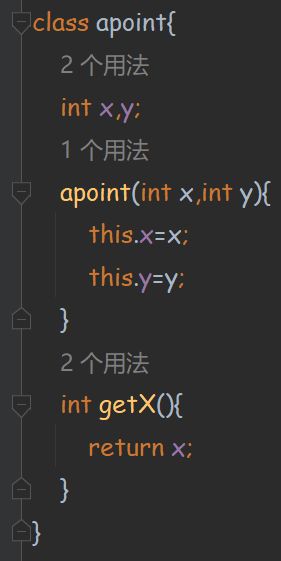 class apoint{
2 个用法
int x,y;
1 个用法
apoint(int x,int y){
this.x=x;
this.y=y;
}
2 个用法
int getX(){
return x;
}
}